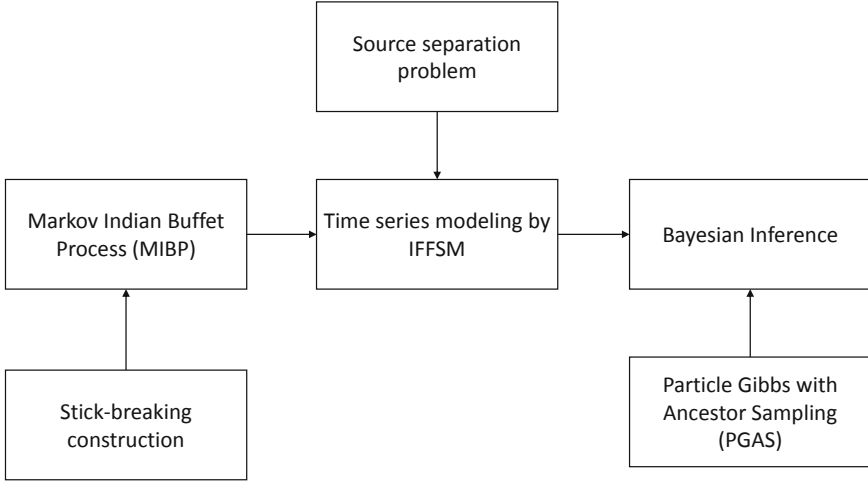 Source separation
problem
Markov Indian Buffet
Process (MIBP)
Time series modeling by
IFFSM
Bayesian Inference
Stick-breaking
construction
Particle Gibbs with
Ancestor Sampling
(PGAS)